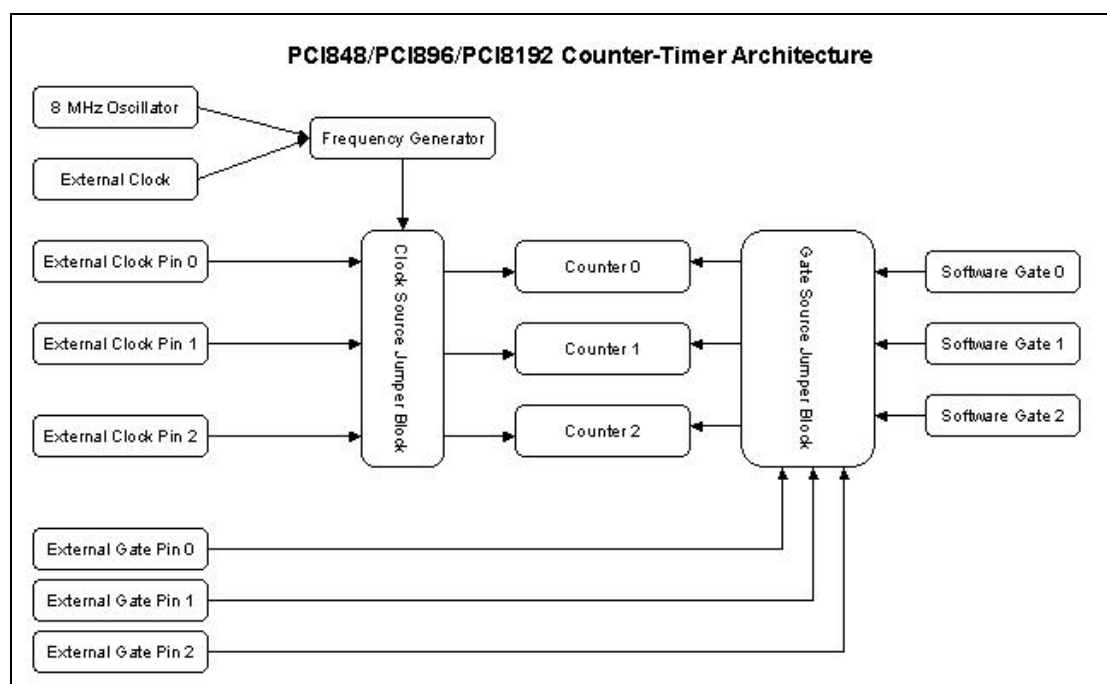 PCI848/PCI896/PCI8192 Counter-Timer Architecture
8 MHz Oscillator
Frequency Generator
External Clock
External Clock Pin 0
External Clock Pin 1
External Clock Pin 2
Clock Source Jumper Block
Counter 0
Counter 1
Counter 2
Gate Source Jumper Block
Software Gate 0
Software Gate 1
Software Gate 2
External Gate Pin 0
External Gate Pin 1
External Gate Pin 2